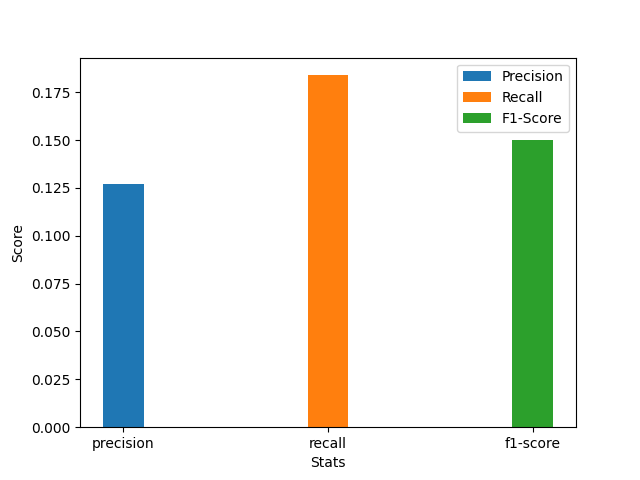 Precision
Recall
F1-Score
0.175
0.150
0.125
0.100
0.075
0.050
0.025
0.000
Score
precision
recall
f1-score
Stats